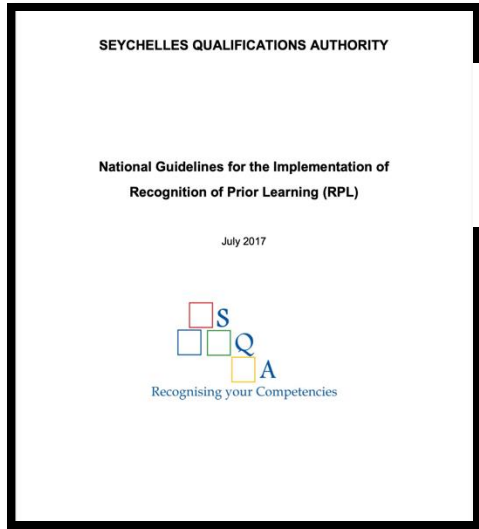 SEYCHELLES QUALIFICATIONS AUTHORITY
National Guidelines for the Implementation of
Recognition of Prior Learning (RPL)
July 2017
S
Q
A
Recognising your Competencies